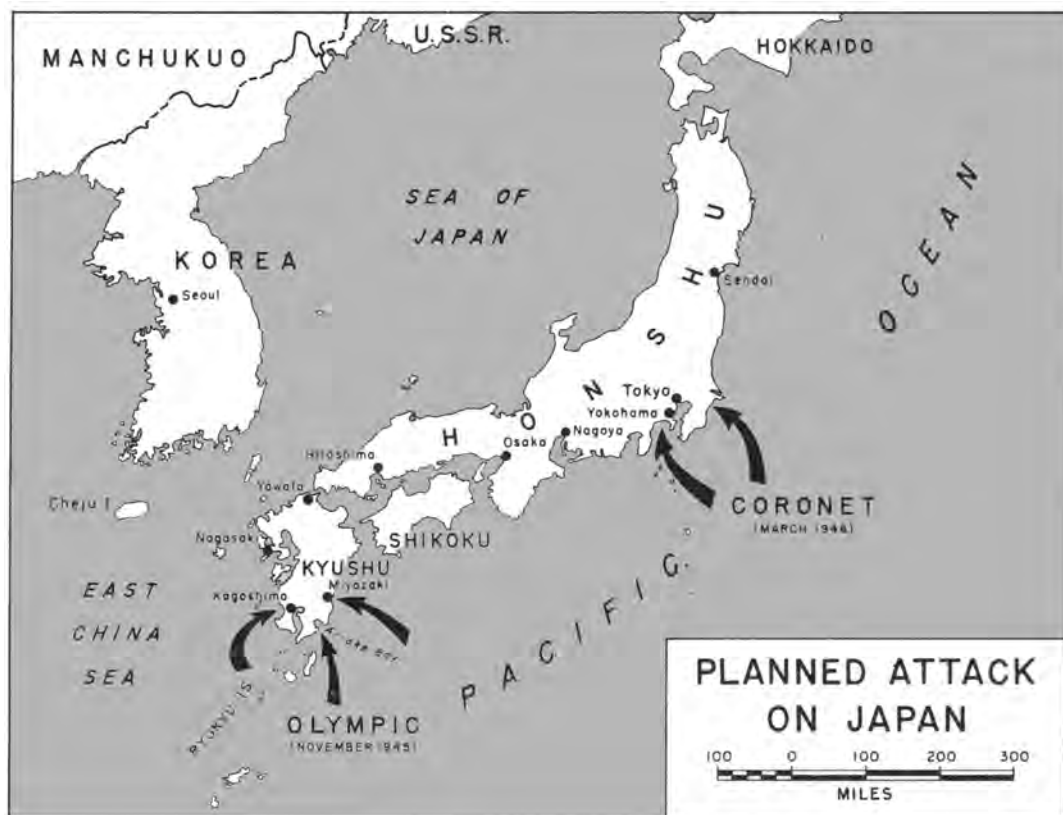 MANCHUKUO
U.S.S.R.
HOKKAIDO
SEA OF
JAPAN
KOREA
Seoul
HONSHU
Sendai
OCEAN
Tokyo
Yokohama
Nagoya
Osaka
Hiroshima
Yawata
Cheju I
Nagasaki
SHIKOKU
KYUSHU
Miyazaki
Kagoshima
Ariake Bay
CORONET
(MARCH 1946)
EAST
CHINA
SEA
RYUKYU IS
PACIFIC
OLYMPIC
(NOVEMBER 1945)
PLANNED ATTACK
ON JAPAN
100 0 100 200 300
MILES